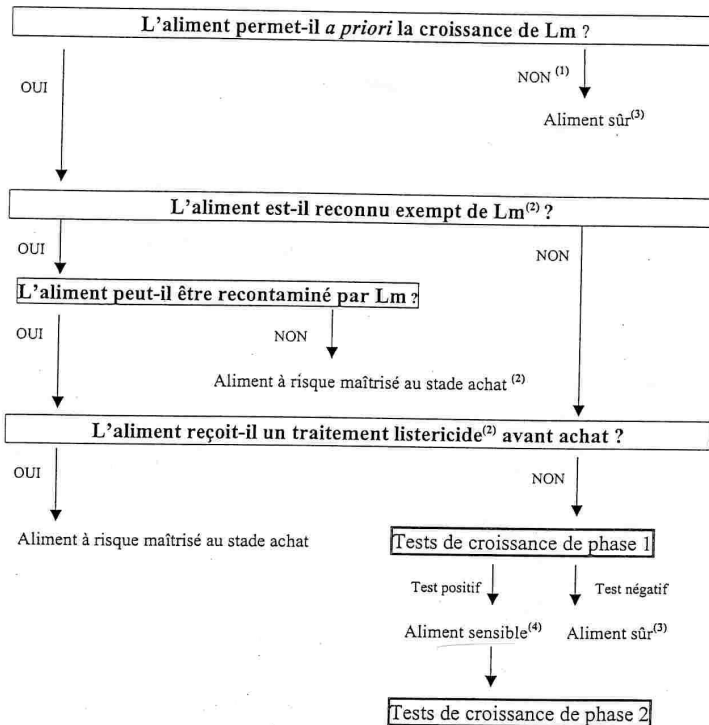 L'aliment permet-il a priori la croissance de Lm ?
OUI
NON (1)
Aliment sûr(3)
L'aliment est-il reconnu exempt de Lm(2) ?
OUI
NON
L'aliment peut-il être recontaminé par Lm ?
OUI
NON
Aliment à risque maîtrisé au stade achat (2)
L'aliment reçoit-il un traitement listericide(2) avant achat ?
OUI
NON
Aliment à risque maîtrisé au stade achat
Tests de croissance de phase 1
Test positif
Test négatif
Aliment sensible(4)
Aliment sûr(3)
Tests de croissance de phase 2